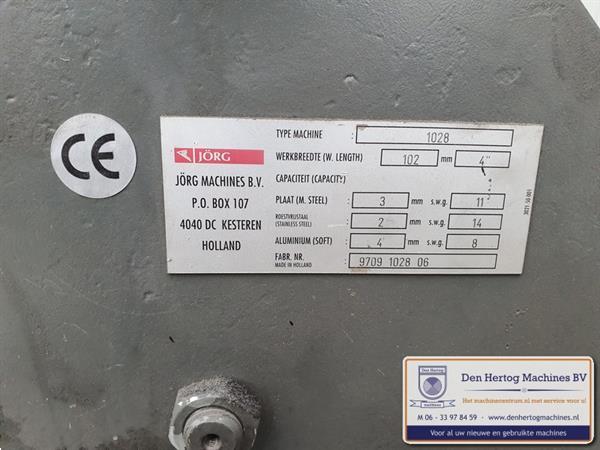 CE
JÖRG
JÖRG MACHINES B.V.
P.O. BOX 107
4040 DC KESTEREN
HOLLAND
TYPE MACHINE : 1028
WERKBREEDTE (W. LENGTH) : 102 mm 4"
CAPACITEIT (CAPACITY)
PLAAT (M. STEEL) : 3 mm s.w.g. 11
ROESTVRIJSTAAL (STAINLESS STEEL) : 2 mm s.w.g. 14
ALUMINIUM (SOFT) : 4 mm s.w.g. 8
FABR. NR. MADE IN HOLLAND : 9709 1028 06
3021.50.001
Den Hertog Machines BV
Het machinecentrum.nl met service voor u!
M 06 - 33 97 84 59 - www.denhertogmachines.nl
Voor al uw nieuwe en gebruikte machines